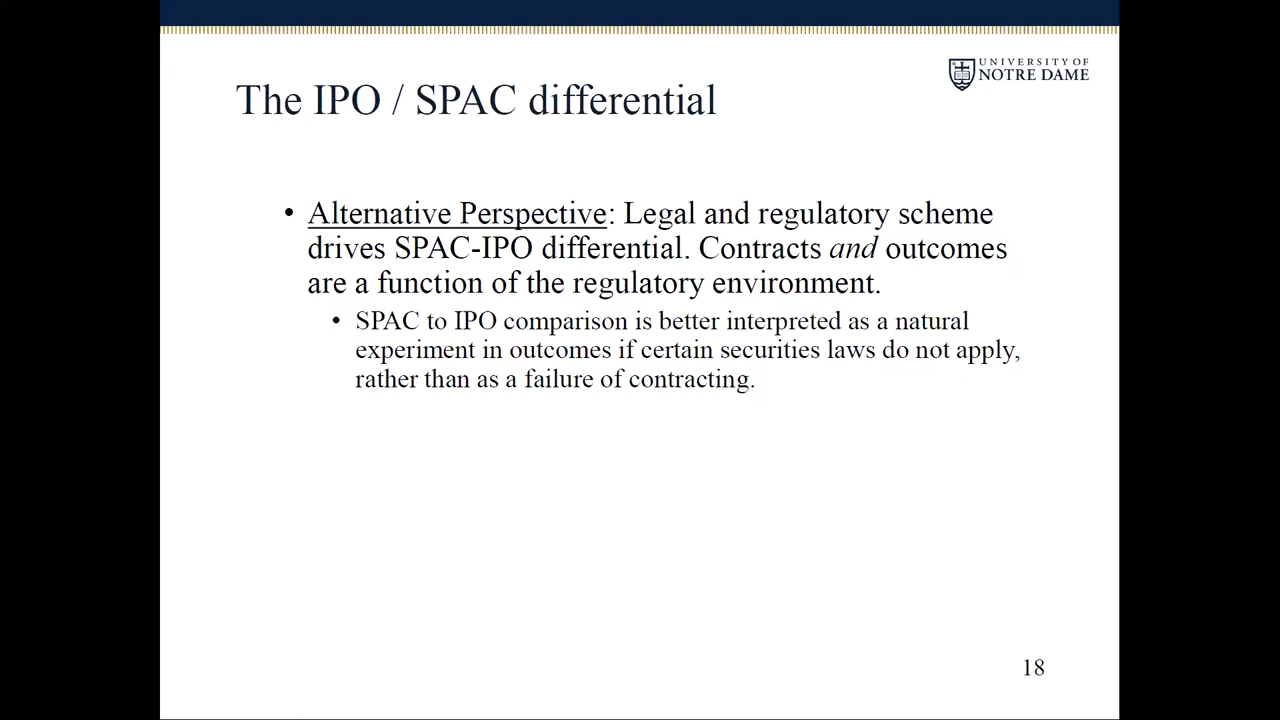 UNIVERSITY OF
NOTRE DAME
The IPO / SPAC differential
• Alternative Perspective: Legal and regulatory scheme
drives SPAC-IPO differential. Contracts and outcomes
are a function of the regulatory environment.
• SPAC to IPO comparison is better interpreted as a natural
experiment in outcomes if certain securities laws do not apply,
rather than as a failure of contracting.
18